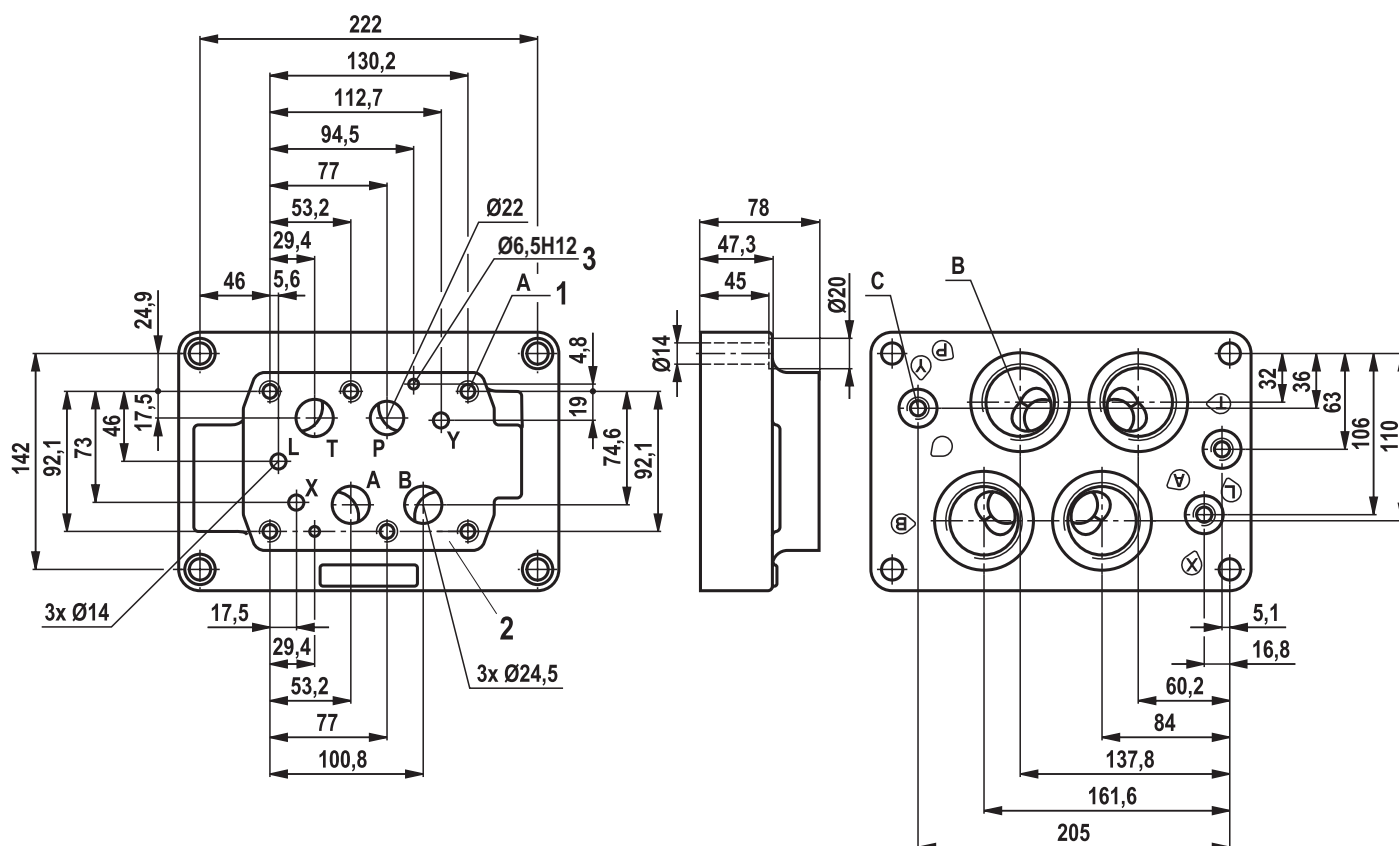 222
130,2
112,7
94,5
77
53,2
29,4
46 5,6
24,9
17,5
46
73
92,1
142
Ø22
Ø6,5H12 3
A 1
4,8
19
74,6
92,1
L T P Y
X A B
3x Ø14
17,5
29,4
53,2
77
100,8
2
3x Ø24,5
78
47,3
45
Ø20
Ø14
C B
P
Y
T
L
A
B
X
32
36
63
106
110
5,1
16,8
60,2
84
137,8
161,6
205